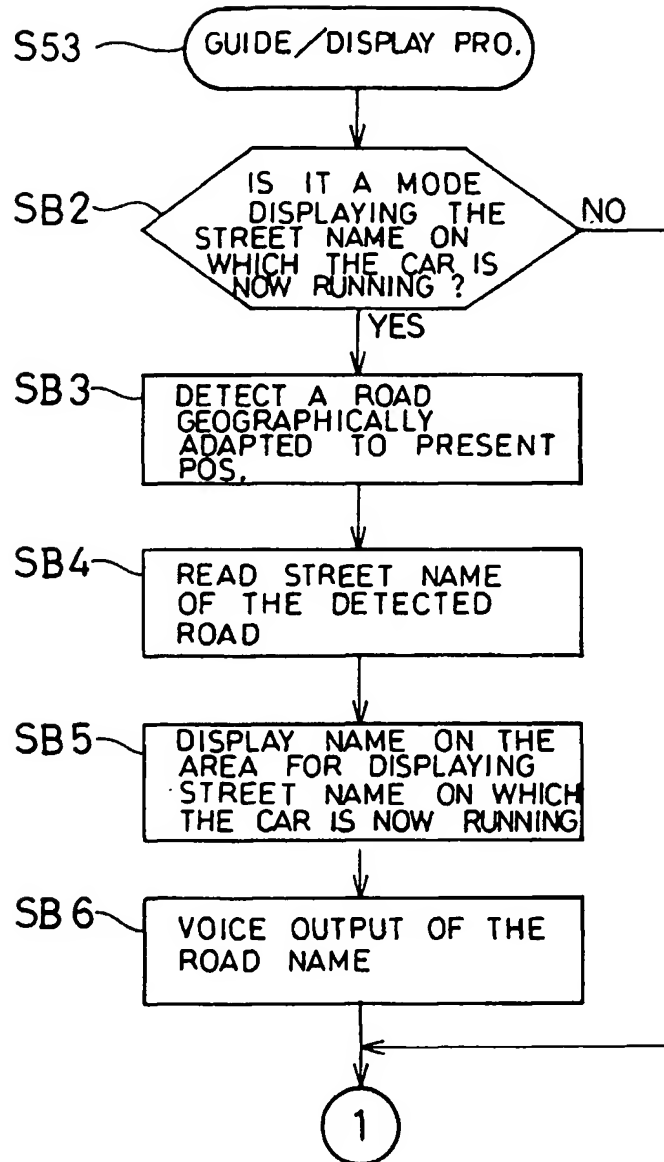 S53
GUIDE/DISPLAY PRO.
SB2
IS IT A MODE
DISPLAYING THE
STREET NAME ON
WHICH THE CAR IS
NOW RUNNING ?
NO
YES
SB3
DETECT A ROAD
GEOGRAPHICALLY
ADAPTED TO PRESENT
POS.
SB4
READ STREET NAME
OF THE DETECTED
ROAD
SB5
DISPLAY NAME ON THE
AREA FOR DISPLAYING
STREET NAME ON WHICH
THE CAR IS NOW RUNNING
SB6
VOICE OUTPUT OF THE
ROAD NAME
1